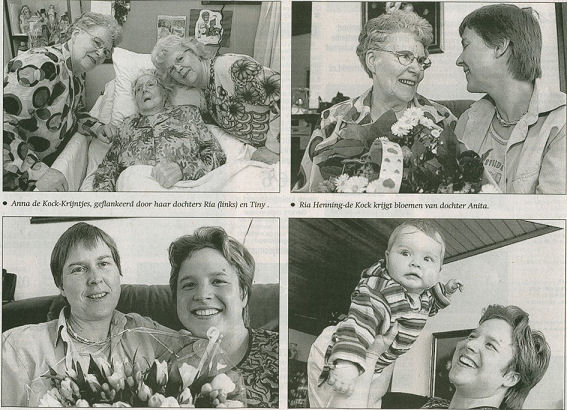 • Anna de Kock-Krijntjes, geflankeerd door haar dochters Ria (links) en Tiny .
• Ria Henning-de Kock krijgt bloemen van dochter Anita.